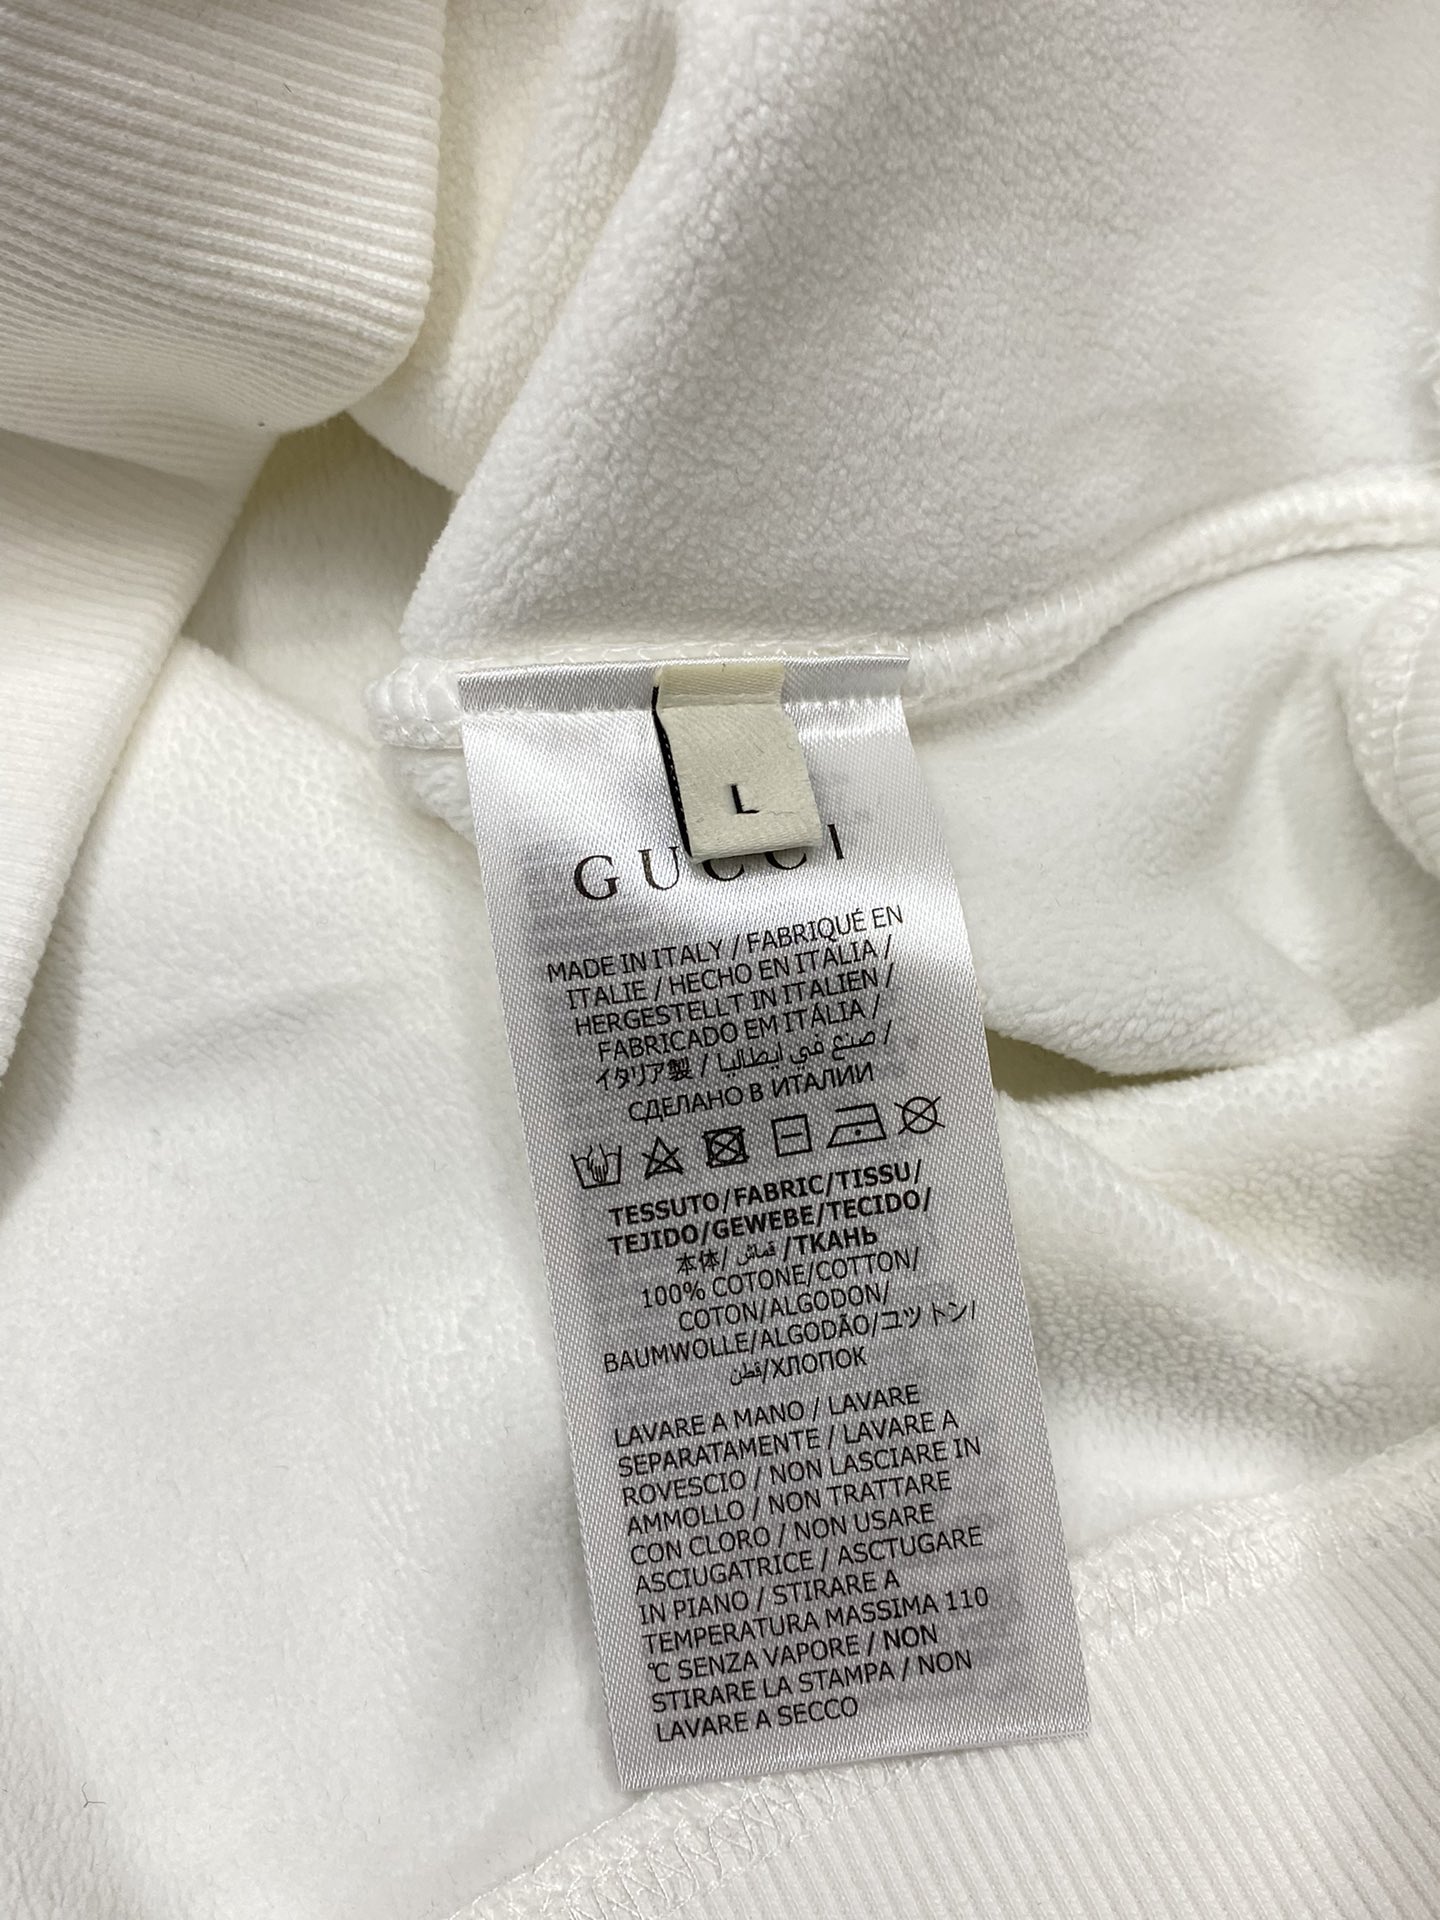 L
GUCCI
MADE IN ITALY / FABRIQUÉ EN
ITALIE / HECHO EN ITALIA /
HERGESTELLT IN ITALIEN /
FABRICADO EM ITÁLIA /
イタリア製 / صنع في ايطاليا /
СДЕЛАНО В ИТАЛИИ
TESSUTO/FABRIC/TISSU/
TEJIDO/GEWEBE/TECIDO/
本体/ قماش /ТКАНЬ
100% COTONE/COTTON/
COTON/ALGODON/
BAUMWOLLE/ALGODÃO/ユットン/
قطن/ХЛОПОК
LAVARE A MANO / LAVARE
SEPARATAMENTE / LAVARE A
ROVESCIO / NON LASCIARE IN
AMMOLLO / NON TRATTARE
CON CLORO / NON USARE
ASCIUGATRICE / ASCTUGARE
IN PIANO / STIRARE A
TEMPERATURA MASSIMA 110
℃ SENZA VAPORE / NON
STIRARE LA STAMPA / NON
LAVARE A SECCO